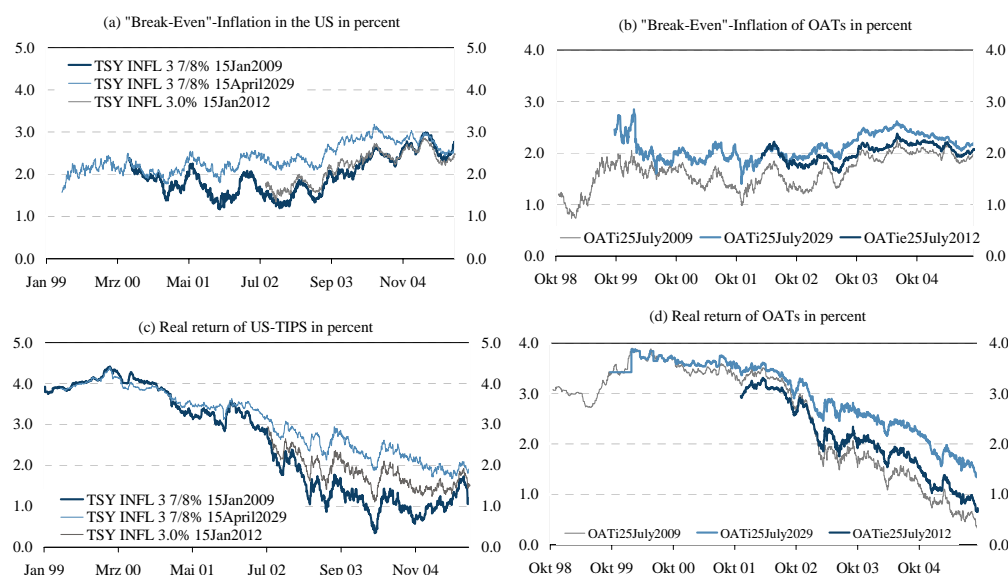 (a) "Break-Even"-Inflation in the US in percent
5.0 5.0
TSY INFL 3 7/8% 15Jan2009
TSY INFL 3 7/8% 15April2029
4.0 4.0
TSY INFL 3.0% 15Jan2012
3.0 3.0
2.0 2.0
1.0 1.0
0.0 0.0
Jan 99 Mrz 00 Mai 01 Jul 02 Sep 03 Nov 04
(b) "Break-Even"-Inflation of OATs in percent
4.0 4.0
3.0 3.0
2.0 2.0
1.0 1.0
OATi25July2009 OATi25July2029 OATie25July2012
0.0 0.0
Okt 98 Okt 99 Okt 00 Okt 01 Okt 02 Okt 03 Okt 04
(c) Real return of US-TIPS in percent
5.0 5.0
4.0 4.0
3.0 3.0
2.0 2.0
TSY INFL 3 7/8% 15Jan2009
1.0 1.0
TSY INFL 3 7/8% 15April2029
TSY INFL 3.0% 15Jan2012
0.0 0.0
Jan 99 Mrz 00 Mai 01 Jul 02 Sep 03 Nov 04
(d) Real return of OATs in percent
4.0 4.0
3.0 3.0
2.0 2.0
1.0 1.0
OATi25July2009 OATi25July2029 OATie25July2012
0.0 0.0
Okt 98 Okt 99 Okt 00 Okt 01 Okt 02 Okt 03 Okt 04